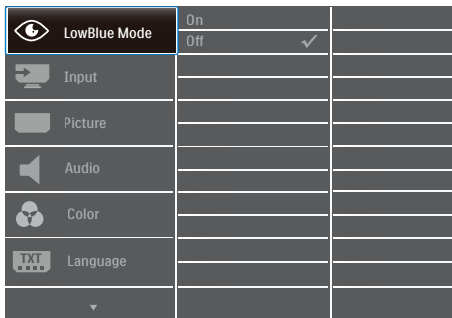 LowBlue Mode
On
Off
Input
Picture
Audio
Color
TXT
Language